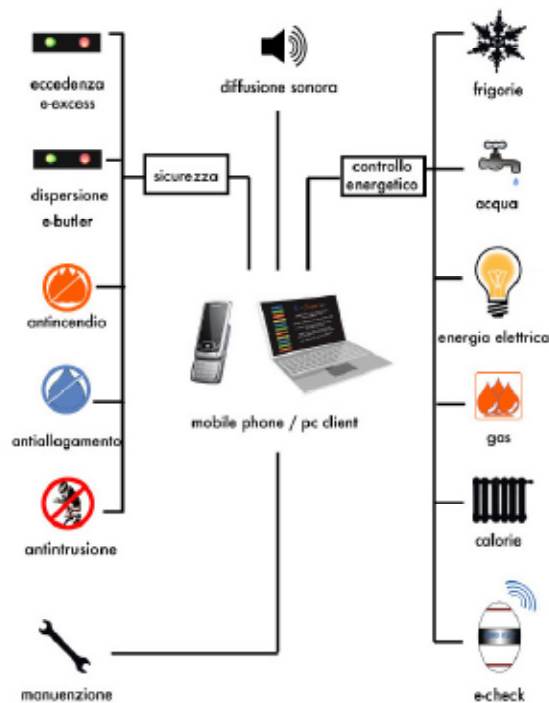 eccedenza
e-excess
dispersione
e-butler
antincendio
antiallagamento
antintrusione
manuenzione
sicurezza
diffusione sonora
mobile phone / pc client
controllo
energetico
frigorie
acqua
energia elettrica
gas
calorie
e-check